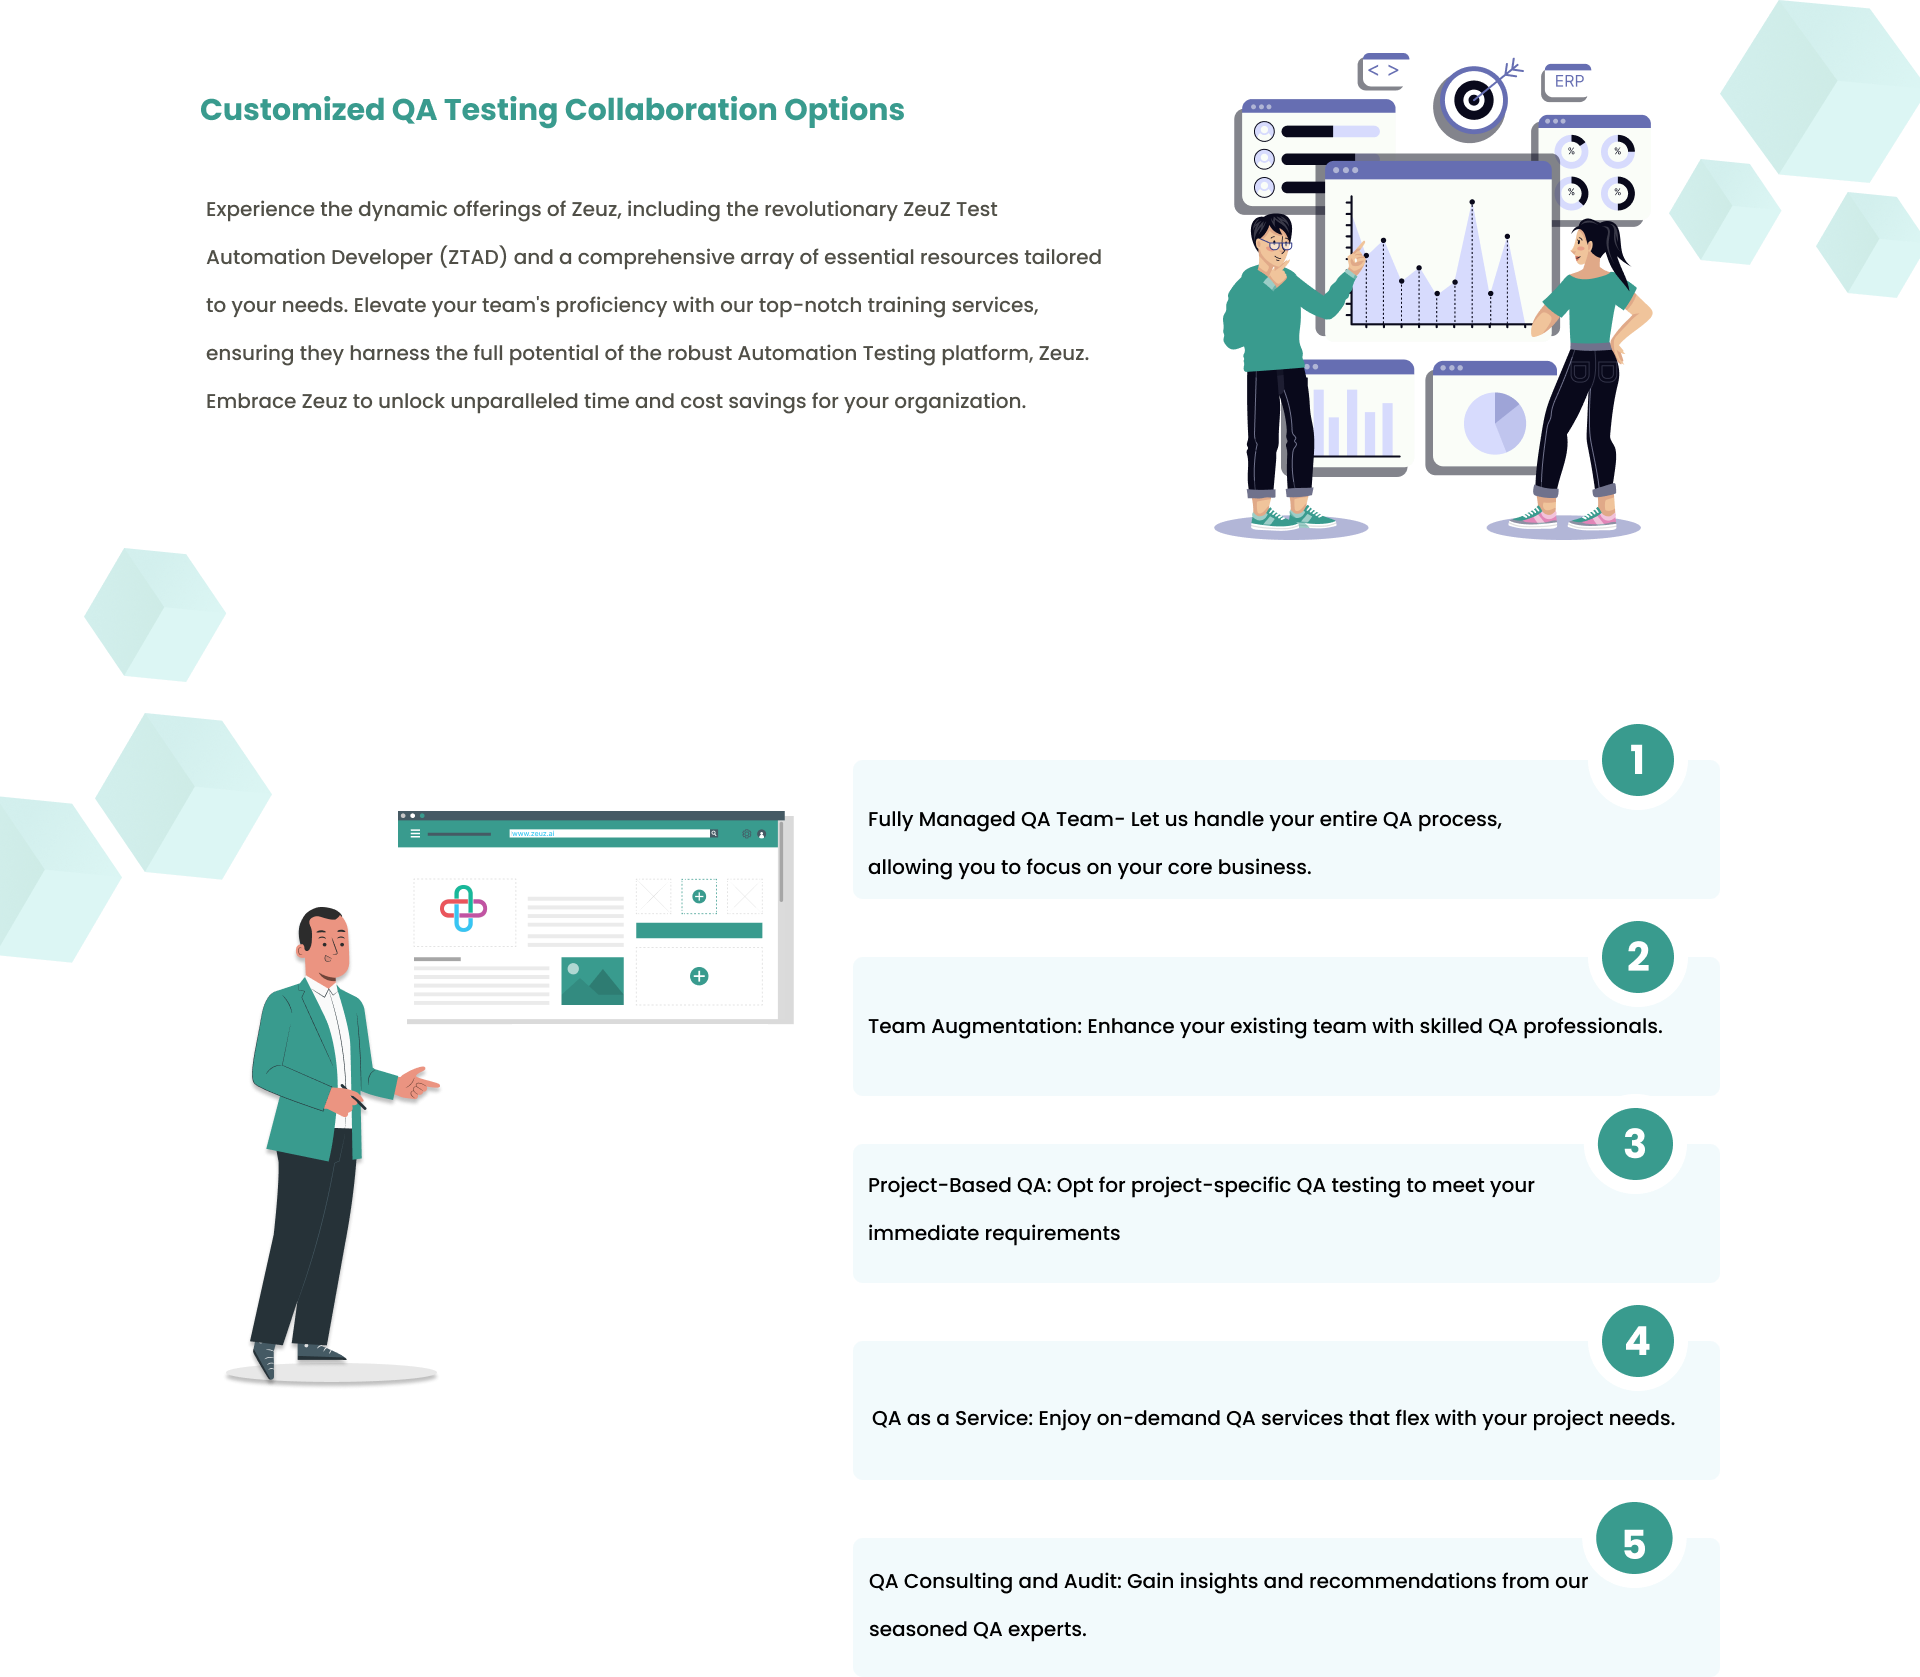 Customized QA Testing Collaboration Options
Experience the dynamic offerings of Zeuz, including the revolutionary ZeuZ Test
Automation Developer (ZTAD) and a comprehensive array of essential resources tailored
to your needs. Elevate your team's proficiency with our top-notch training services,
ensuring they harness the full potential of the robust Automation Testing platform, Zeuz.
Embrace Zeuz to unlock unparalleled time and cost savings for your organization.
< >
ERP
%
%
%
%
www.zeuz.ai
1
Fully Managed QA Team- Let us handle your entire QA process,
allowing you to focus on your core business.
2
Team Augmentation: Enhance your existing team with skilled QA professionals.
3
Project-Based QA: Opt for project-specific QA testing to meet your
immediate requirements
4
QA as a Service: Enjoy on-demand QA services that flex with your project needs.
5
QA Consulting and Audit: Gain insights and recommendations from our
seasoned QA experts.